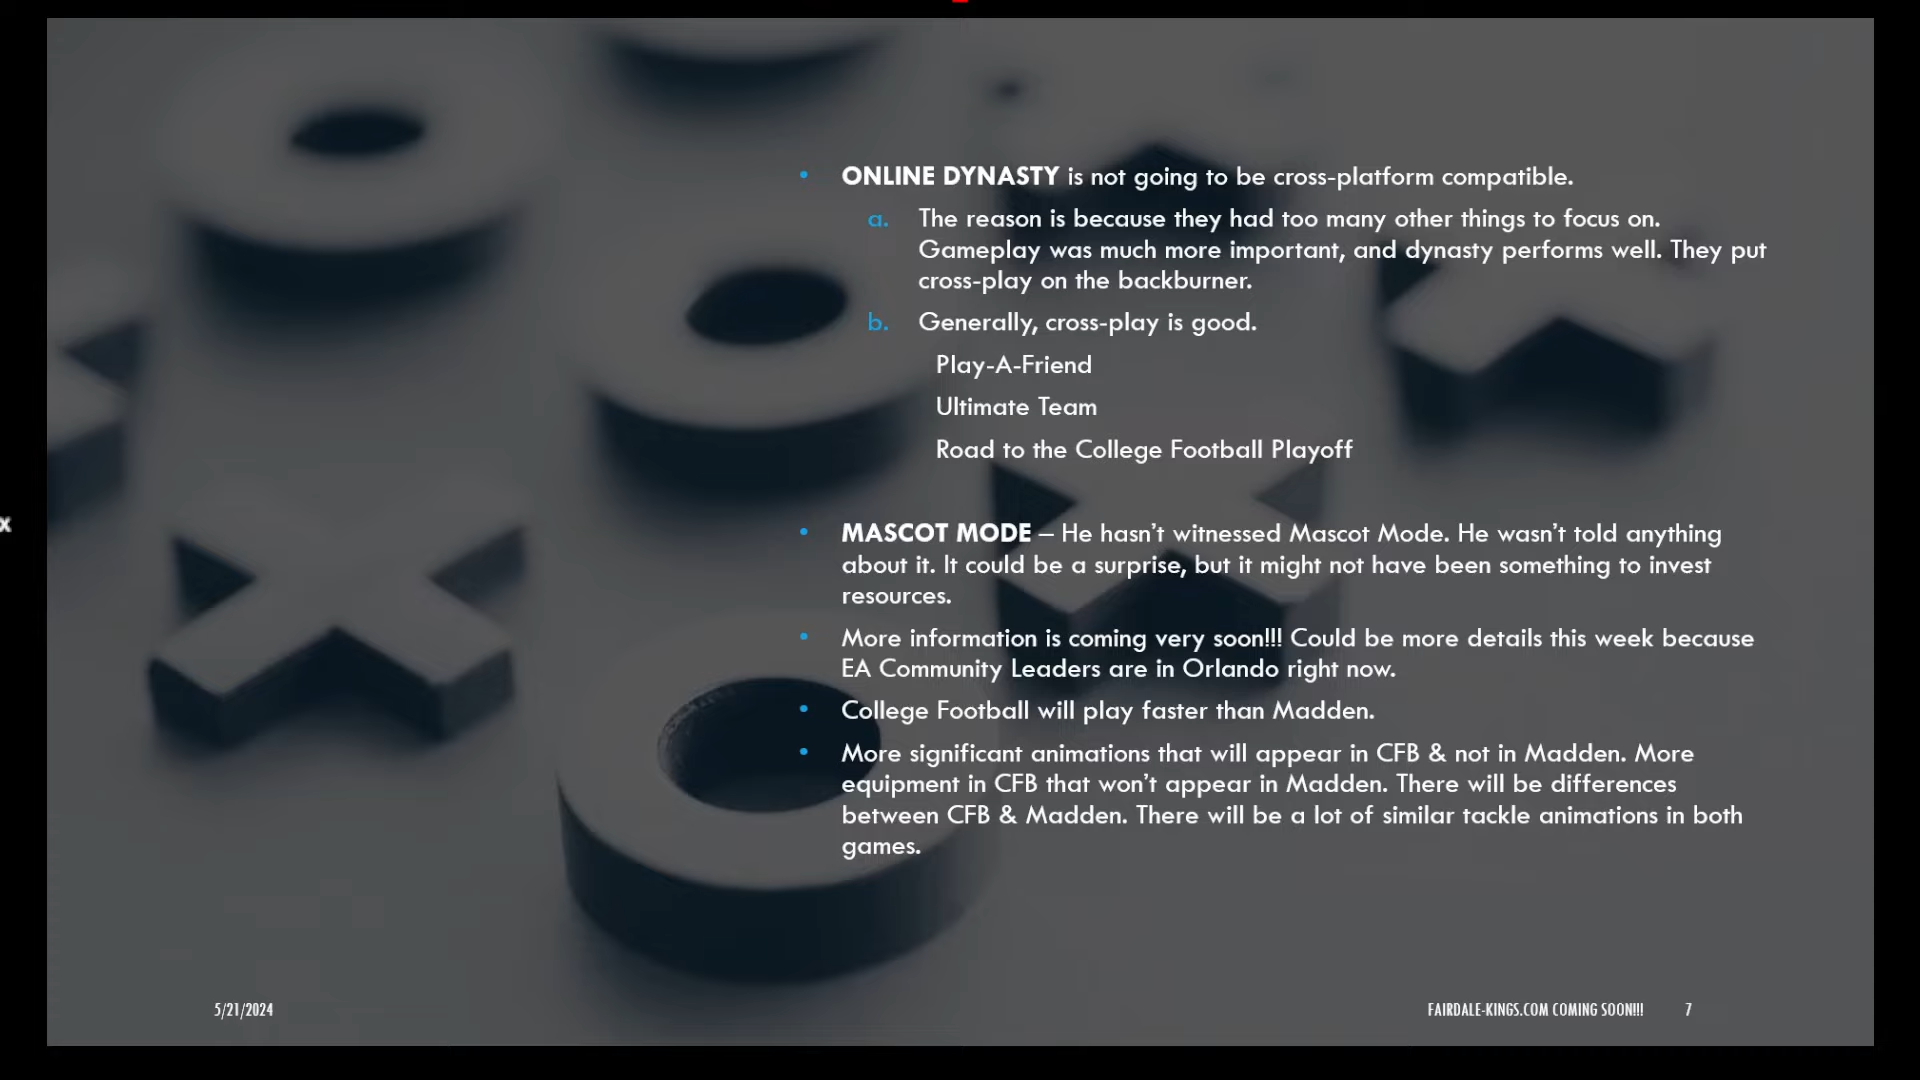 • ONLINE DYNASTY is not going to be cross-platform compatible.
a. The reason is because they had too many other things to focus on.
Gameplay was much more important, and dynasty performs well. They put
cross-play on the backburner.
b. Generally, cross-play is good.
Play-A-Friend
Ultimate Team
Road to the College Football Playoff
x
• MASCOT MODE – He hasn't witnessed Mascot Mode. He wasn't told anything
about it. It could be a surprise, but it might not have been something to invest
resources.
• More information is coming very soon!!! Could be more details this week because
EA Community Leaders are in Orlando right now.
• College Football will play faster than Madden.
• More significant animations that will appear in CFB & not in Madden. More
equipment in CFB that won't appear in Madden. There will be differences
between CFB & Madden. There will be a lot of similar tackle animations in both
games.
5/21/2024
FAIRDALE-KINGS.COM COMING SOON!!! 7